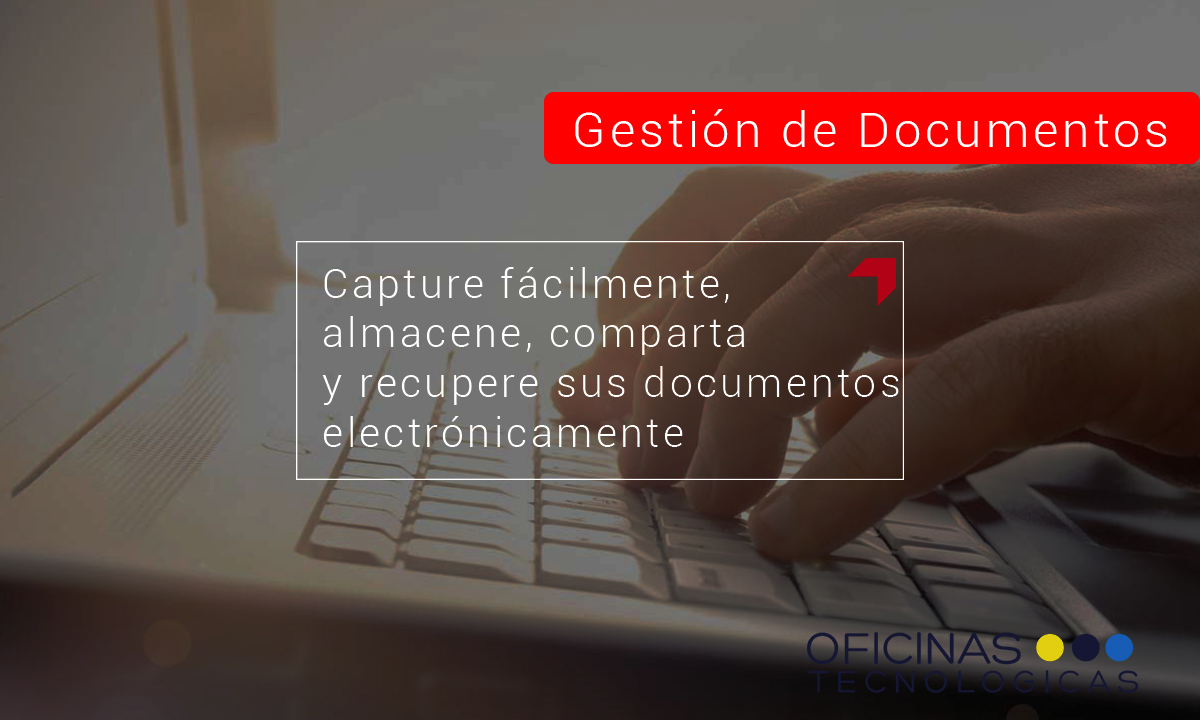 Gestión de Documentos
Capture fácilmente,
almacene, comparta
y recupere sus documentos
electrónicamente
OFICINAS
TECNOLOGICAS